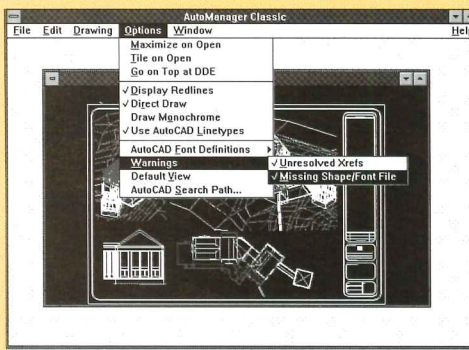 AutoManager Classic
File Edit Drawing Options Window Help
Maximize on Open
Tile on Open
Go on Top at DDE
✓Display Redlines
✓Direct Draw
Draw Monochrome
✓Use AutoCAD Linetypes
AutoCAD Font Definitions
Warnings
✓Unresolved Xrefs
Default View
✓Missing Shape/Font File
AutoCAD Search Path...